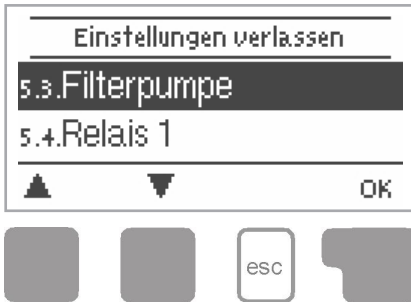 Einstellungen verlassen
5.3.Filterpumpe
5.4.Relais 1
OK
esc